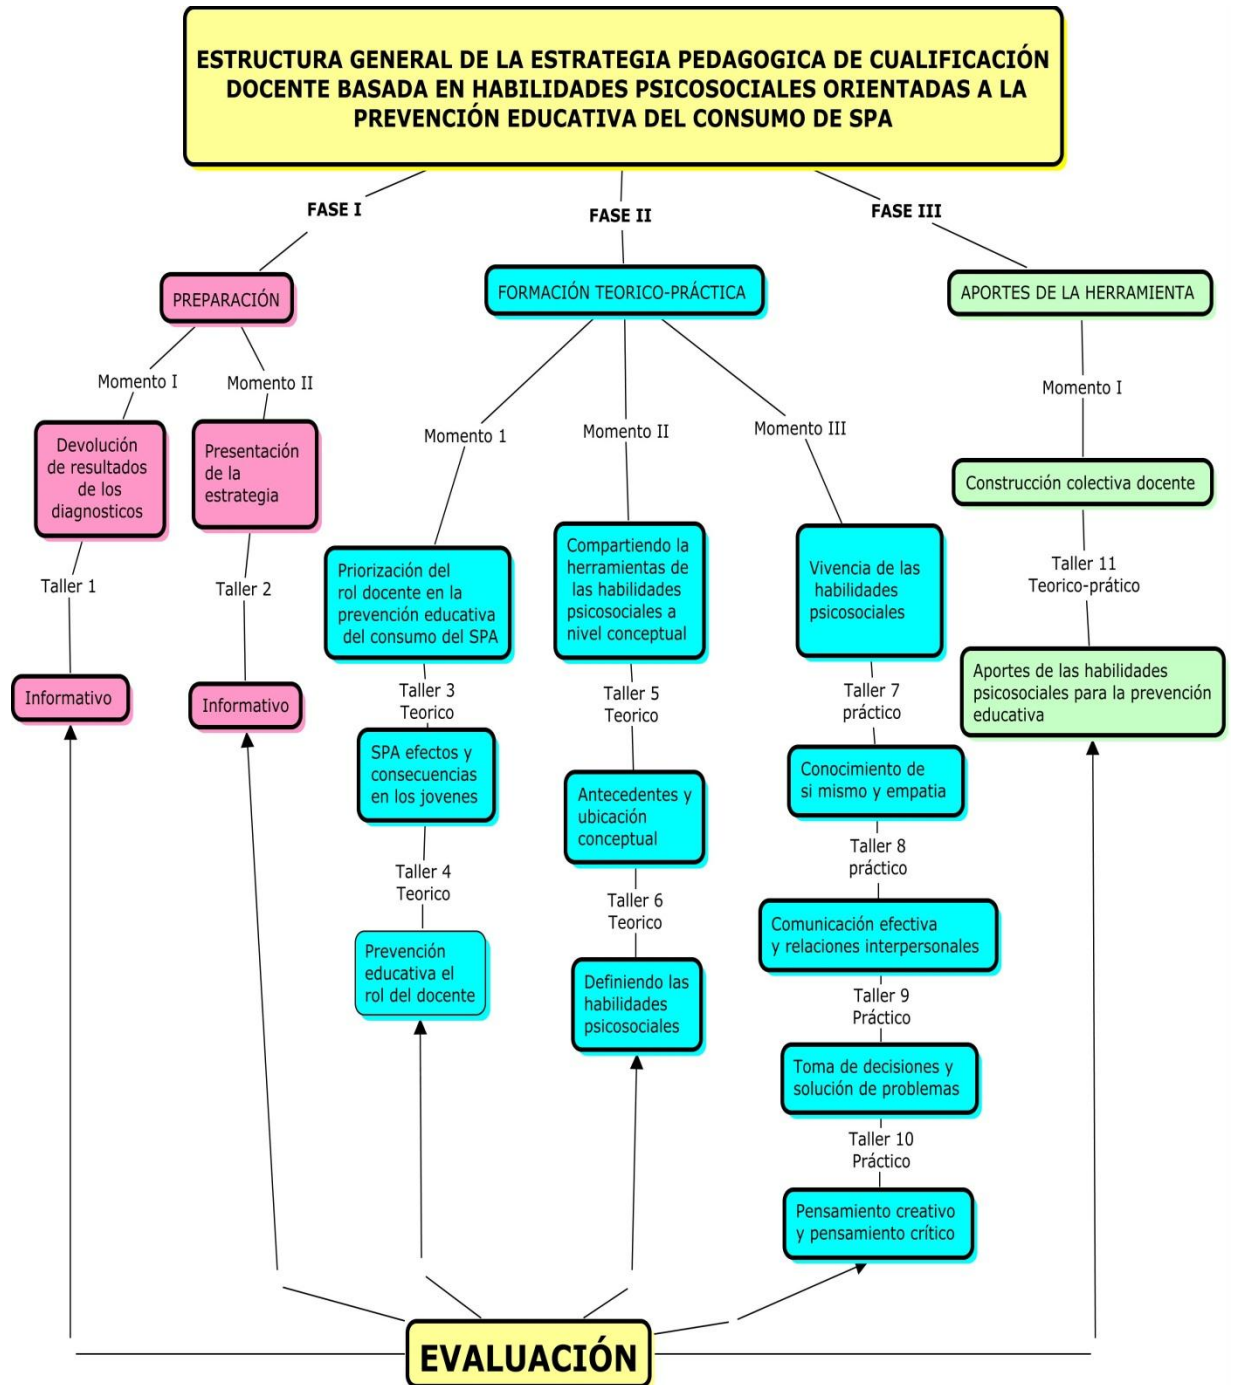 ESTRUCTURA GENERAL DE LA ESTRATEGIA PEDAGOGICA DE CUALIFICACIÓN
DOCENTE BASADA EN HABILIDADES PSICOSOCIALES ORIENTADAS A LA
PREVENCIÓN EDUCATIVA DEL CONSUMO DE SPA
FASE I
FASE II
FASE III
PREPARACIÓN
FORMACIÓN TEORICO-PRÁCTICA
APORTES DE LA HERRAMIENTA
Momento I
Momento II
Devolución
de resultados
de los
diagnosticos
Presentación
de la
estrategia
Taller 1
Taller 2
Informativo
Informativo
Momento 1
Momento II
Momento III
Priorización del
rol docente en la
prevención educativa
del consumo del SPA
Taller 3
Teorico
SPA efectos y
consecuencias
en los jovenes
Taller 4
Teorico
Prevención
educativa el
rol del docente
Compartiendo la
herramientas de
las habilidades
psicosociales a
nivel conceptual
Taller 5
Teorico
Antecedentes y
ubicación
conceptual
Taller 6
Teorico
Definiendo las
habilidades
psicosociales
Vivencia de las
habilidades
psicosociales
Taller 7
práctico
Conocimiento de
si mismo y empatia
Taller 8
práctico
Comunicación efectiva
y relaciones interpersonales
Taller 9
Práctico
Toma de decisiones y
solución de problemas
Taller 10
Práctico
Pensamiento creativo
y pensamiento crítico
Momento I
Construcción colectiva docente
Taller 11
Teorico-prático
Aportes de las habilidades
psicosociales para la prevención
educativa
EVALUACIÓN